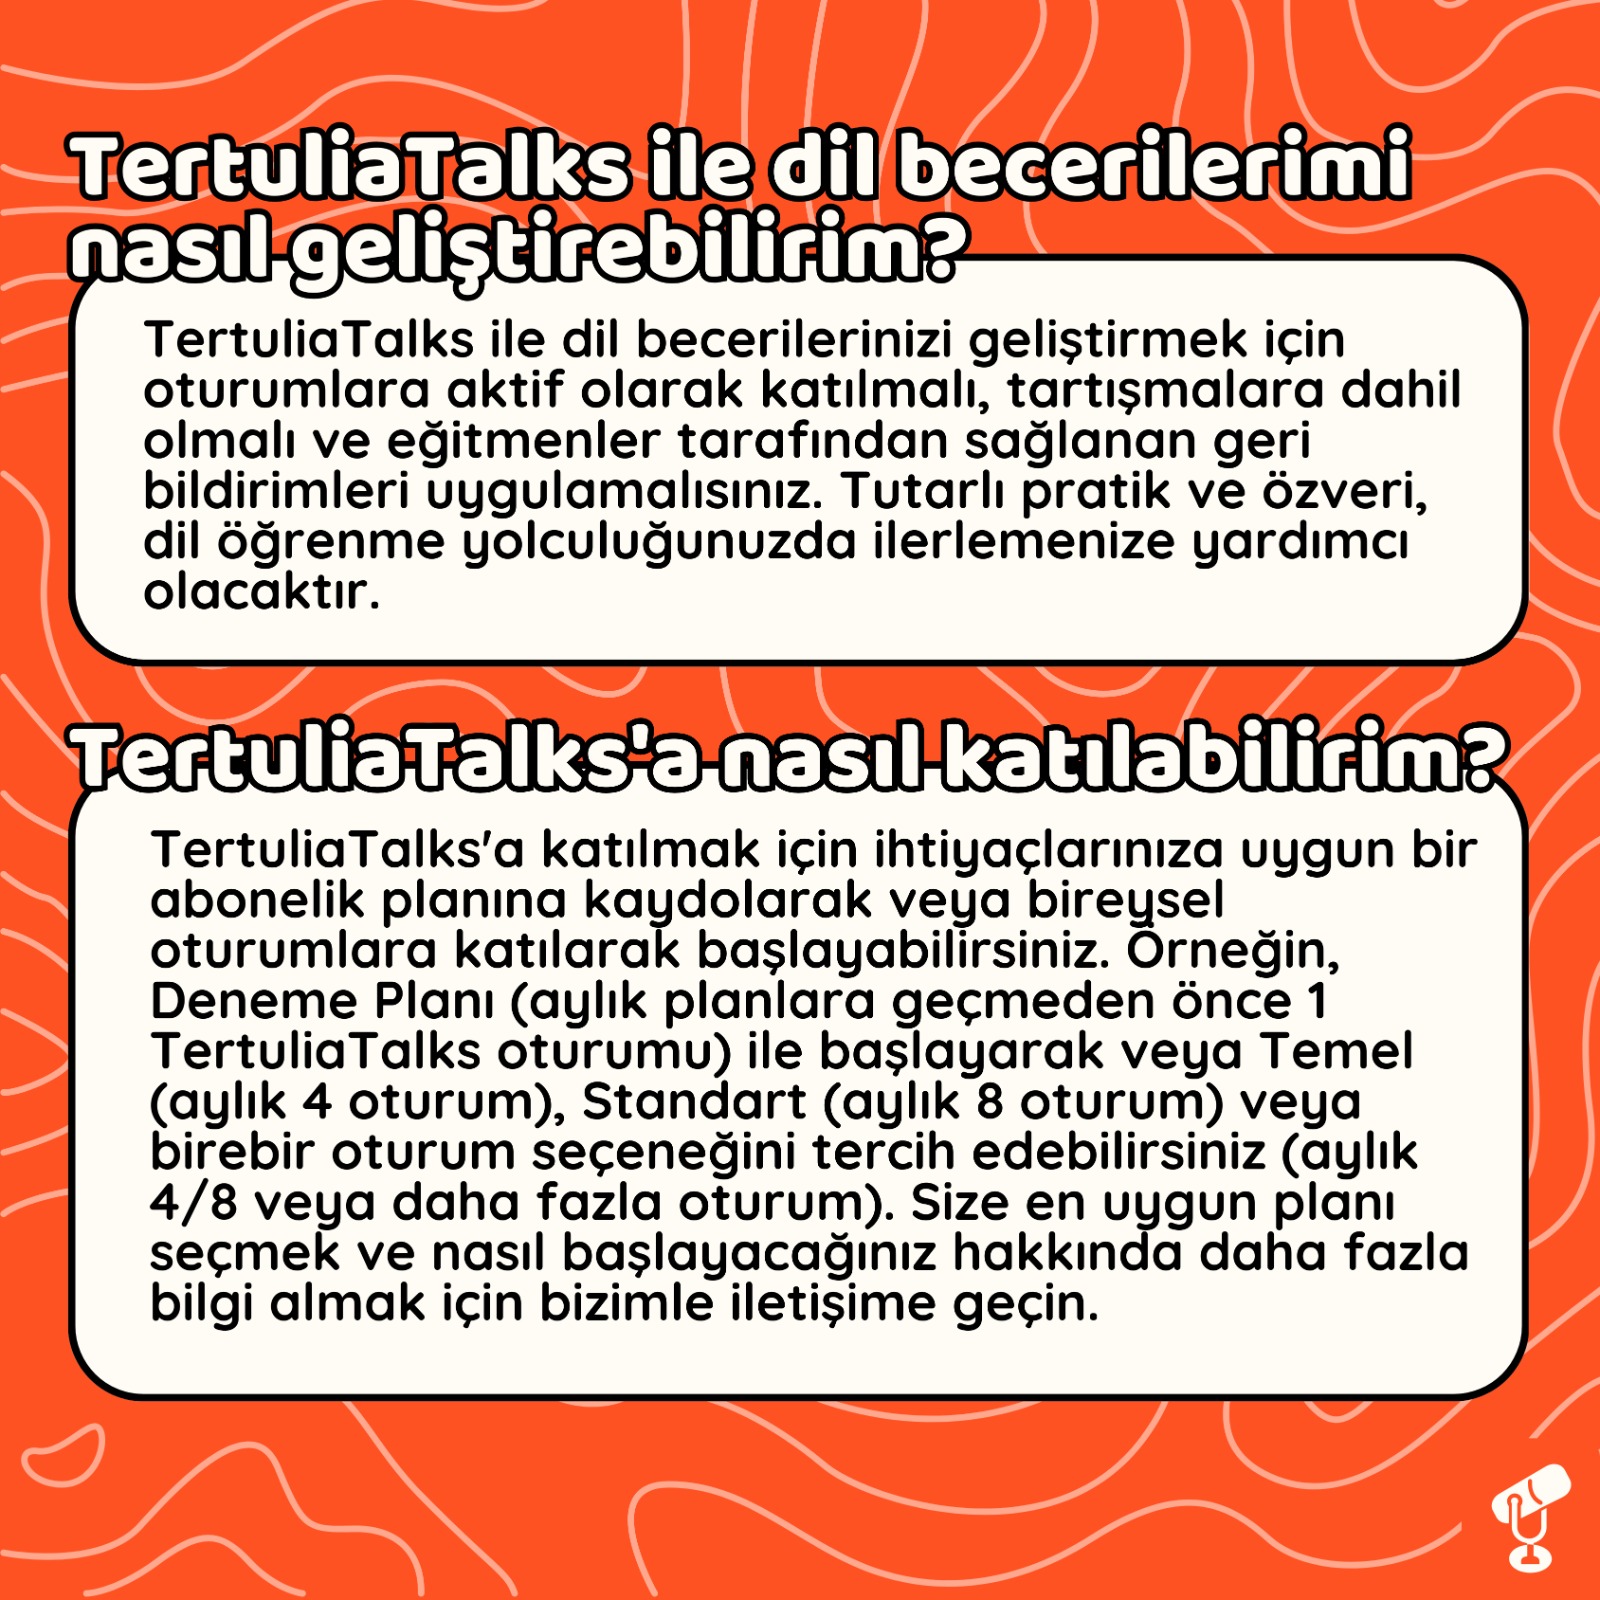 TertuliaTalks ile dil becerilerimi
nasıl geliştirebilirim?
TertuliaTalks ile dil becerilerinizi geliştirmek için
oturumlara aktif olarak katılmalı, tartışmalara dahil
olmalı ve eğitmenler tarafından sağlanan geri
bildirimleri uygulamalısınız. Tutarlı pratik ve özveri,
dil öğrenme yolculuğunuzda ilerlemenize yardımcı
olacaktır.
TertuliaTalks'a nasıl katılabilirim?
TertuliaTalks'a katılmak için ihtiyaçlarınıza uygun bir
abonelik planına kaydolarak veya bireysel
oturumlara katılarak başlayabilirsiniz. Örneğin,
Deneme Planı (aylık planlara geçmeden önce 1
TertuliaTalks oturumu) ile başlayarak veya Temel
(aylık 4 oturum), Standart (aylık 8 oturum) veya
birebir oturum seçeneğini tercih edebilirsiniz (aylık
4/8 veya daha fazla oturum). Size en uygun planı
seçmek ve nasıl başlayacağınız hakkında daha fazla
bilgi almak için bizimle iletişime geçin.